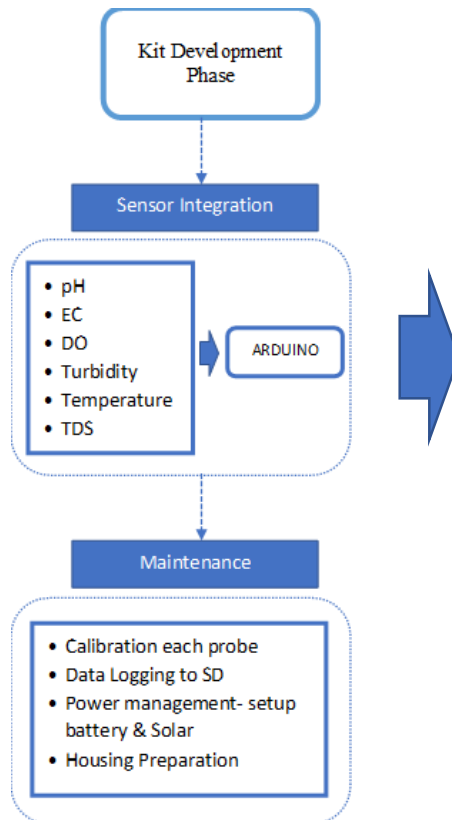 Kit Development
Phase
Sensor Integration
• pH
• EC
• DO
• Turbidity
• Temperature
• TDS
ARDUINO
Maintenance
• Calibration each probe
• Data Logging to SD
• Power management- setup
battery & Solar
• Housing Preparation